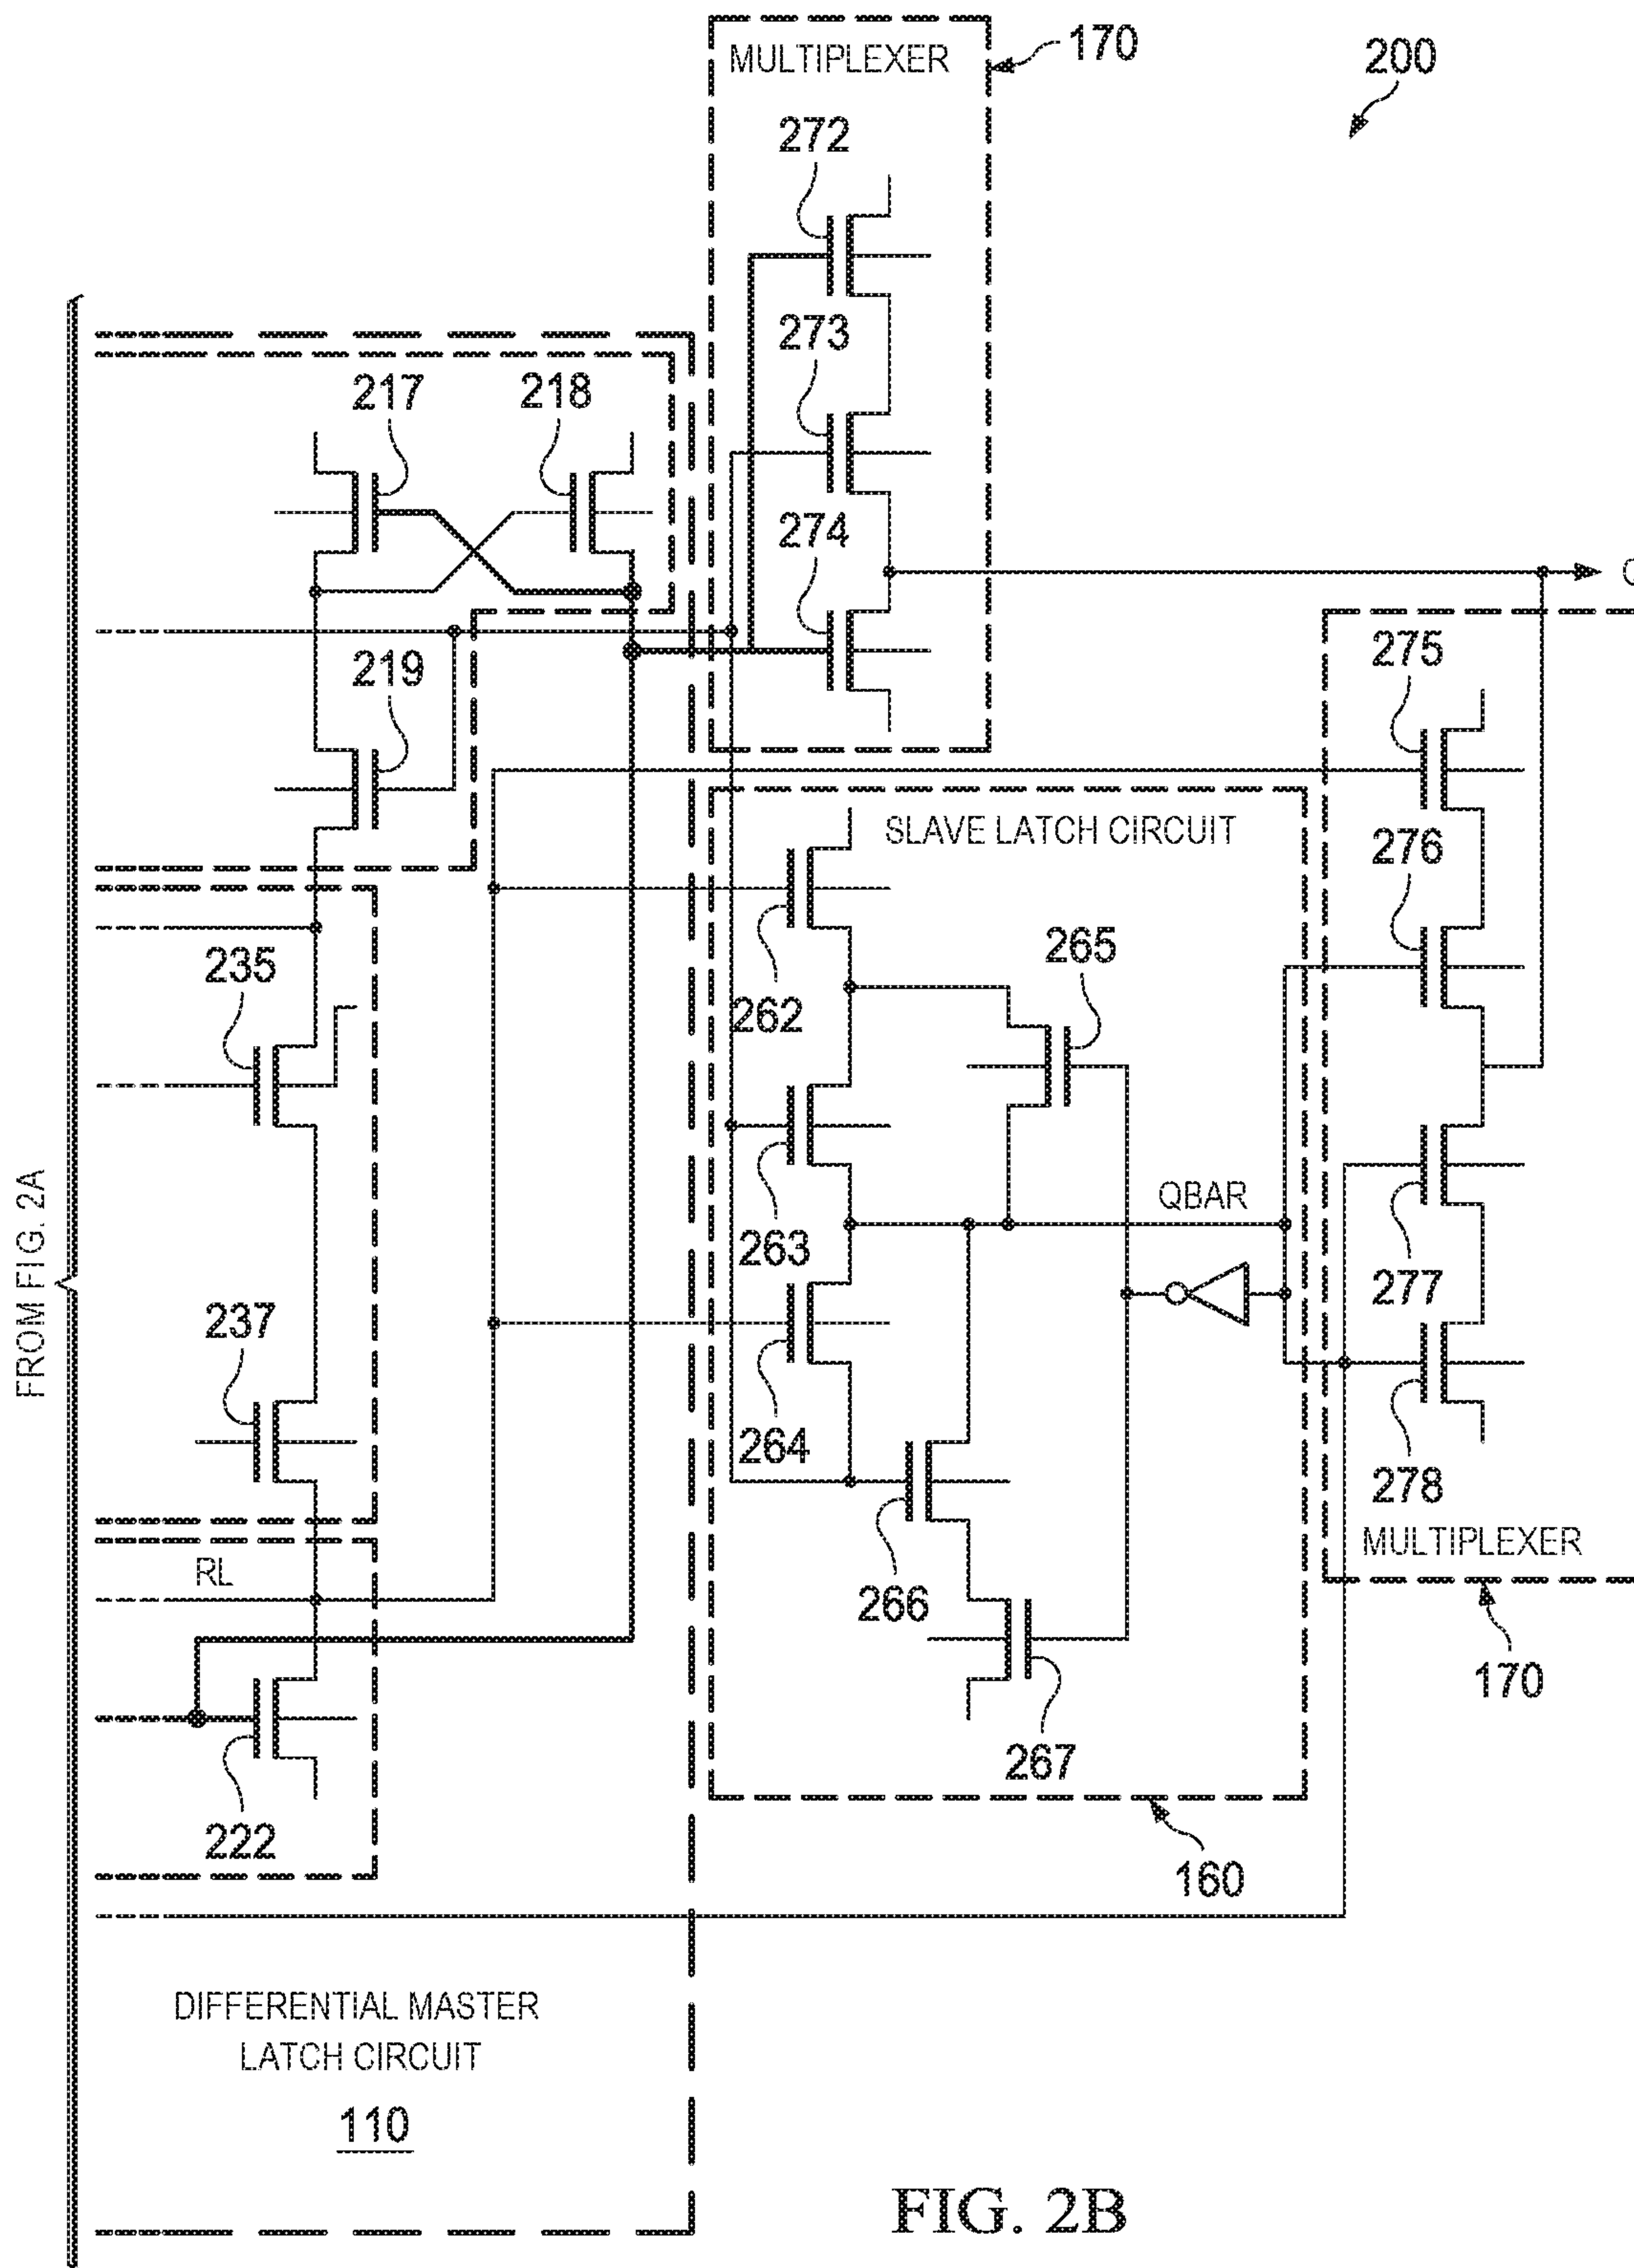 MULTIPLEXER
170
200
272
273
217
218
274
219
275
SLAVE LATCH CIRCUIT
276
235
262
265
263
QBAR
277
FROM FIG. 2A
237
264
278
MULTIPLEXER
RL
266
170
267
222
160
DIFFERENTIAL MASTER
LATCH CIRCUIT
110
FIG. 2B